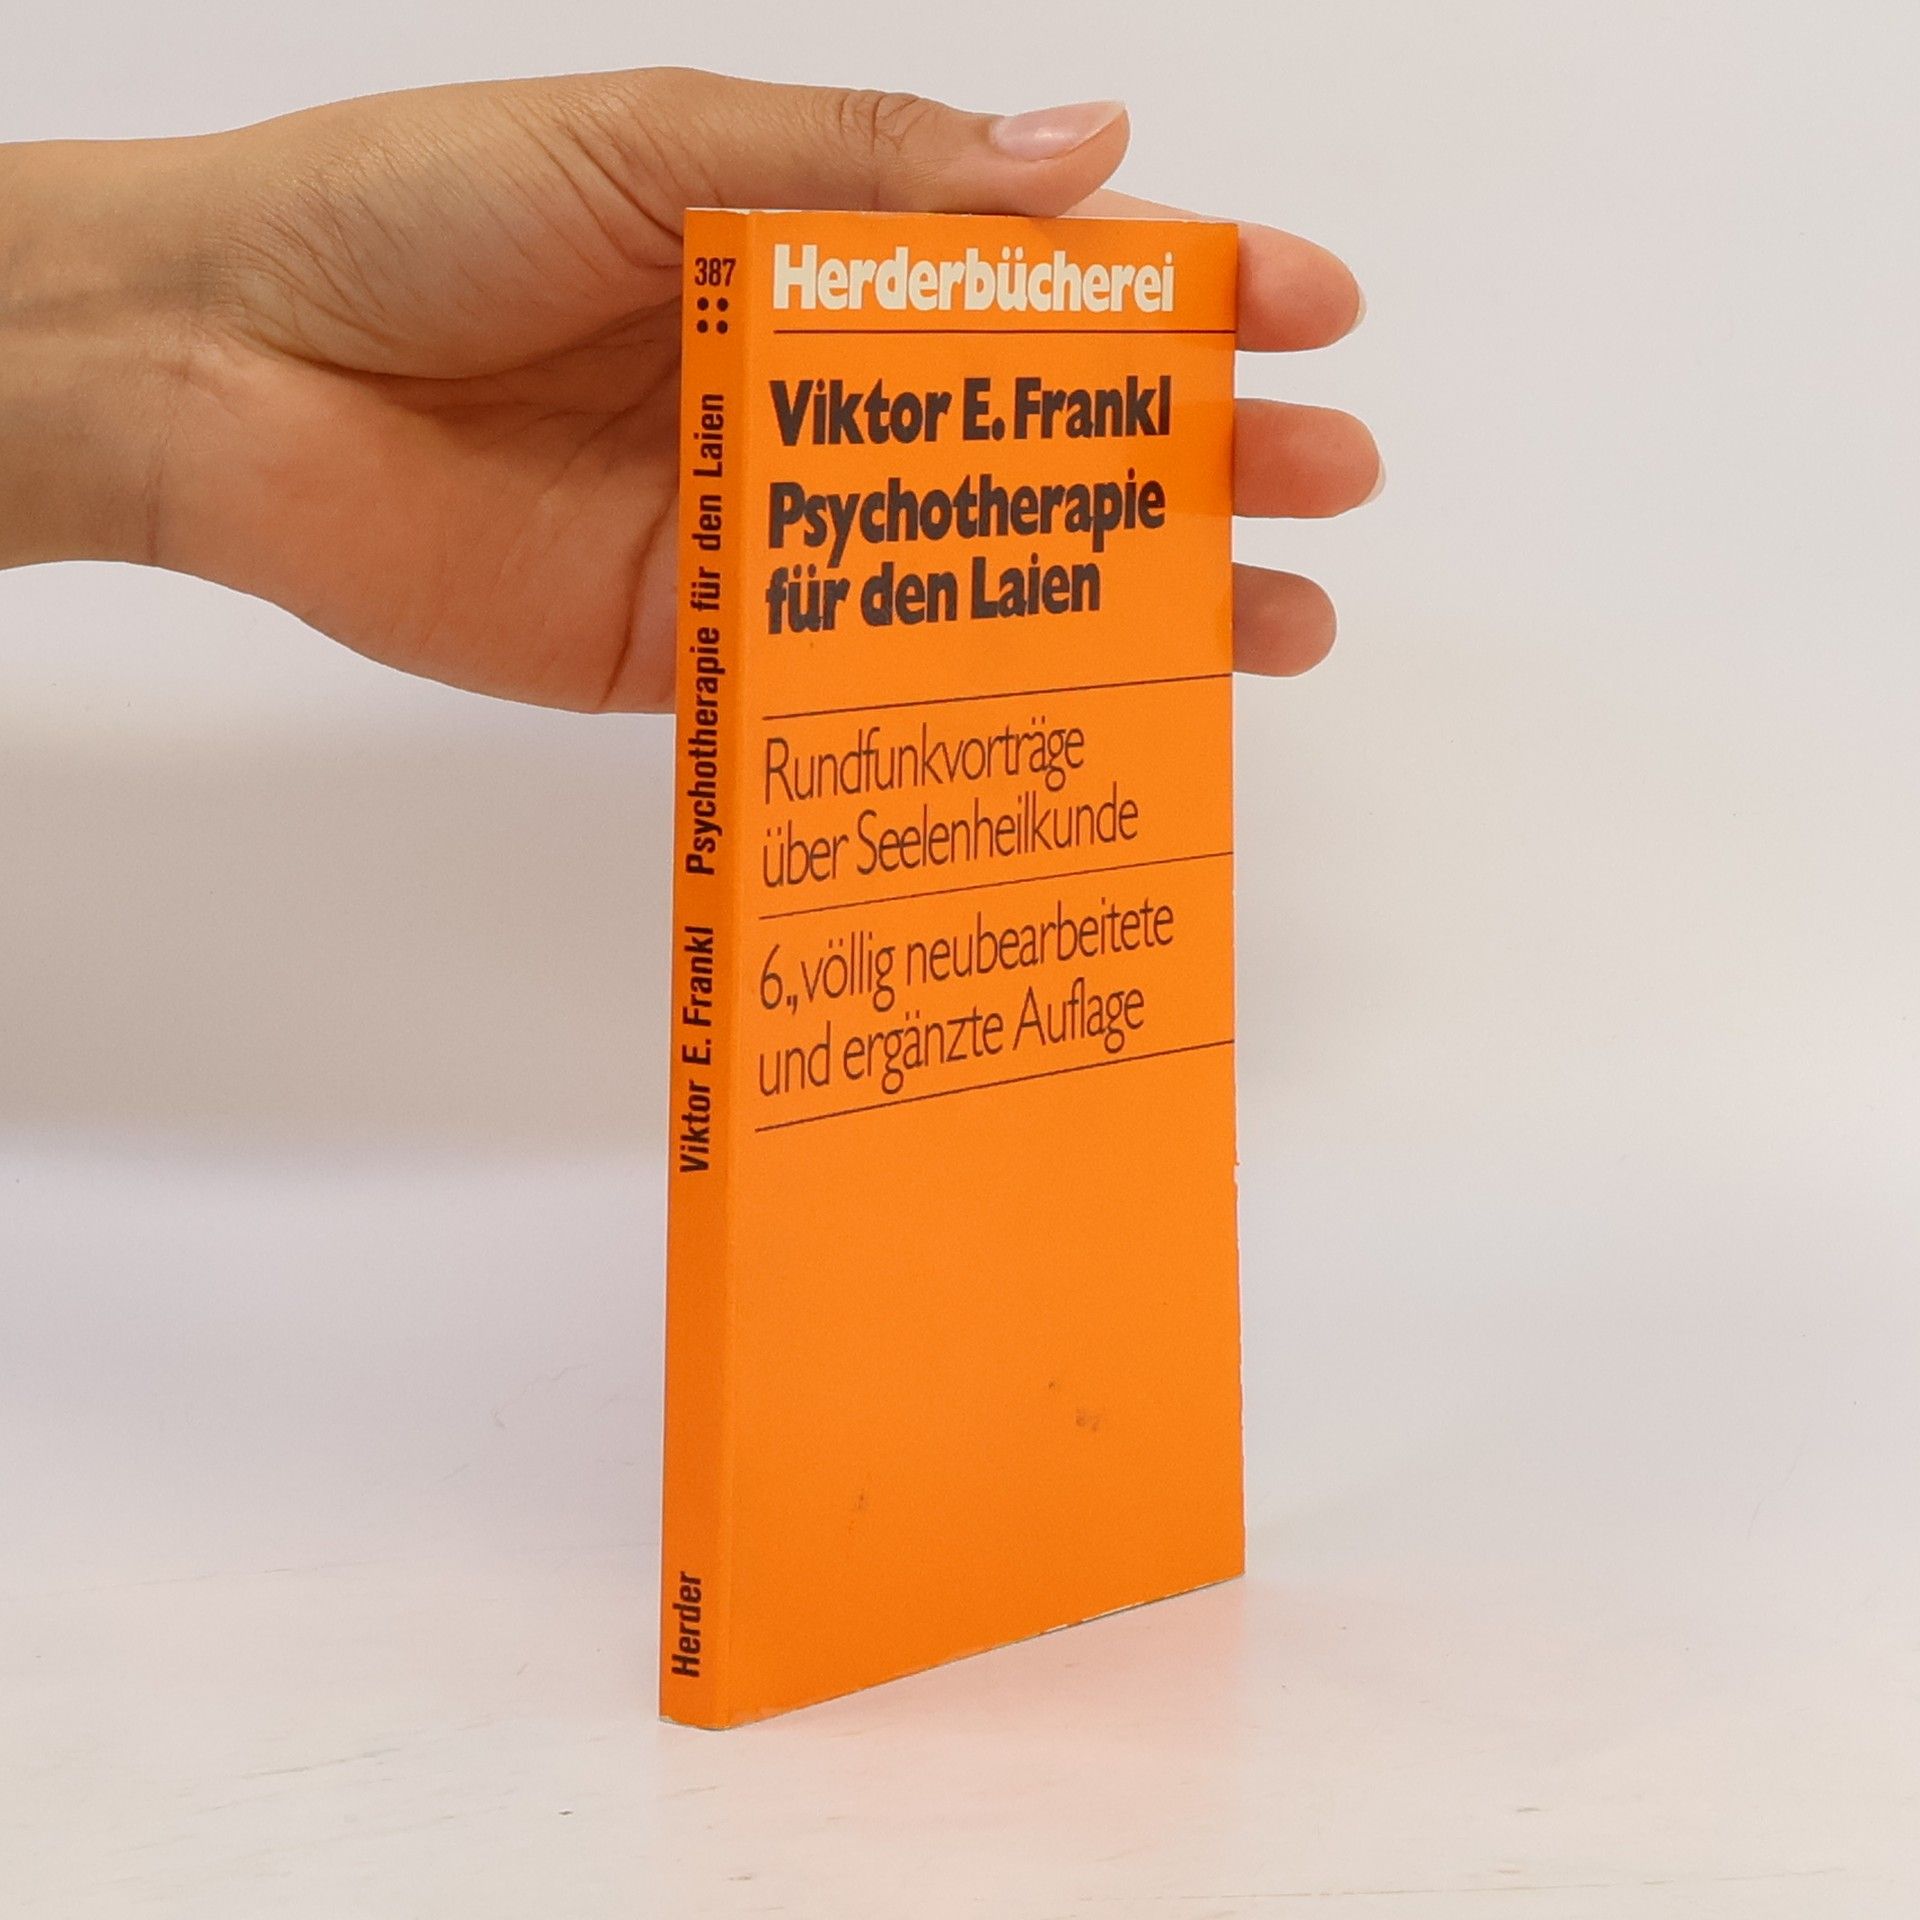 387
Viktor E. Frankl Psychotherapie für den Laien
Herder
Herderbücherei
Viktor E. Frankl
Psychotherapie
für den Laien
Rundfunkvorträge
über Seelenheilkunde
6., völlig neubearbeitete
und ergänzte Auflage